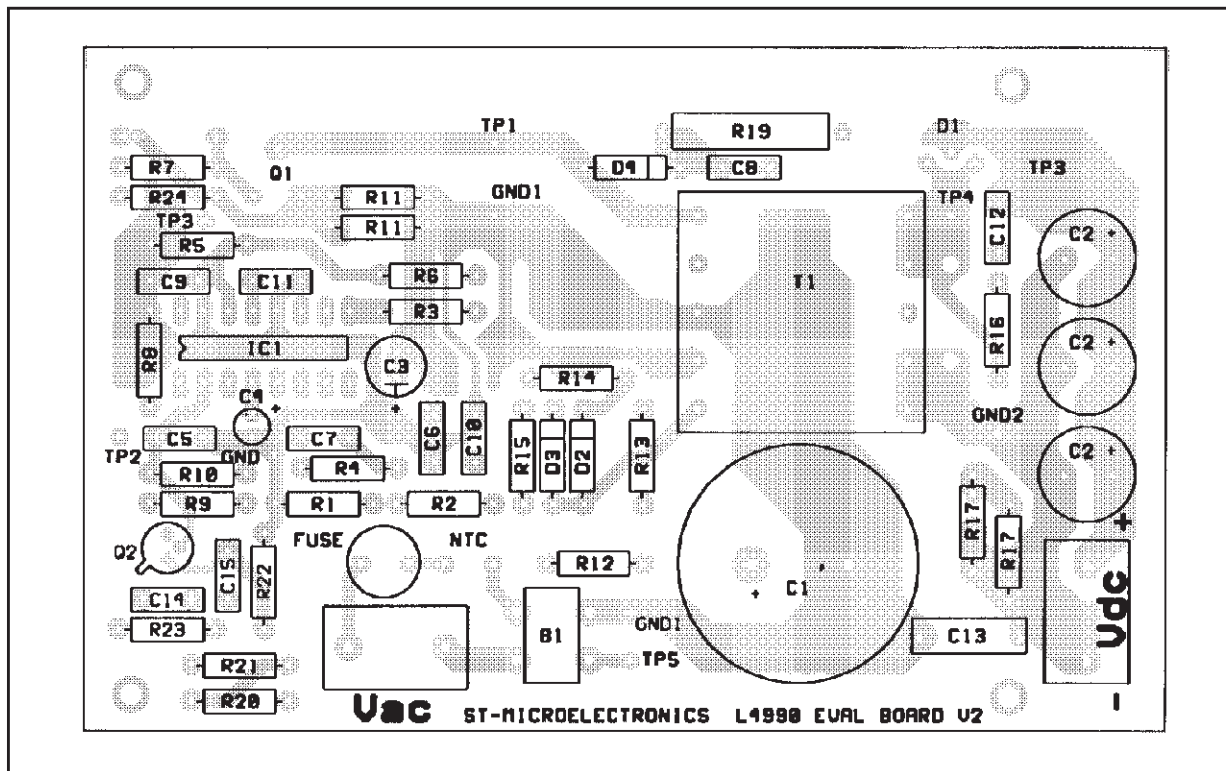 TP1
R19
D1
R7
Q1
D4
C8
TP3
R24
R11
GND1
TP4
C12
TP3
R11
C2 +
R5
C9
C11
R6
T1
R3
R16
IC1
R8
C3
+
C2 +
R14
C4
+
GND2
C5
C7
C6
C10
R15
D3
D2
R13
C2 +
TP2
GND
R4
R10
R9
R1
R2
R17
R17
+
FUSE
NTC
Q2
C15
R22
R12
C1
+
C14
Vdc
R23
B1
GND1
C13
TP5
R21
R20
Vac
ST-MICROELECTRONICS L4990 EVAL BOARD V2
-